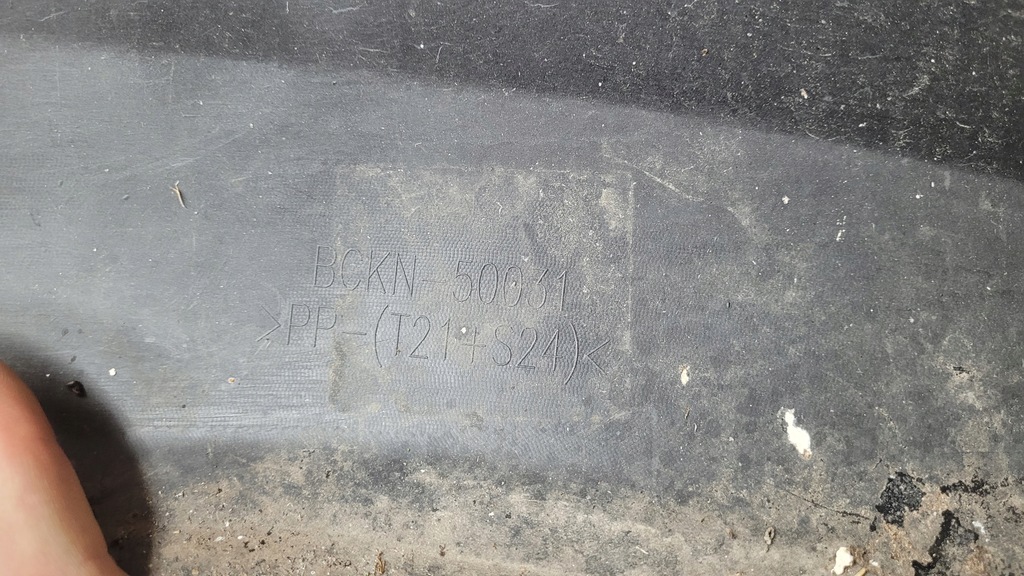 BCKN-50031
>PP-(T21+S24)<